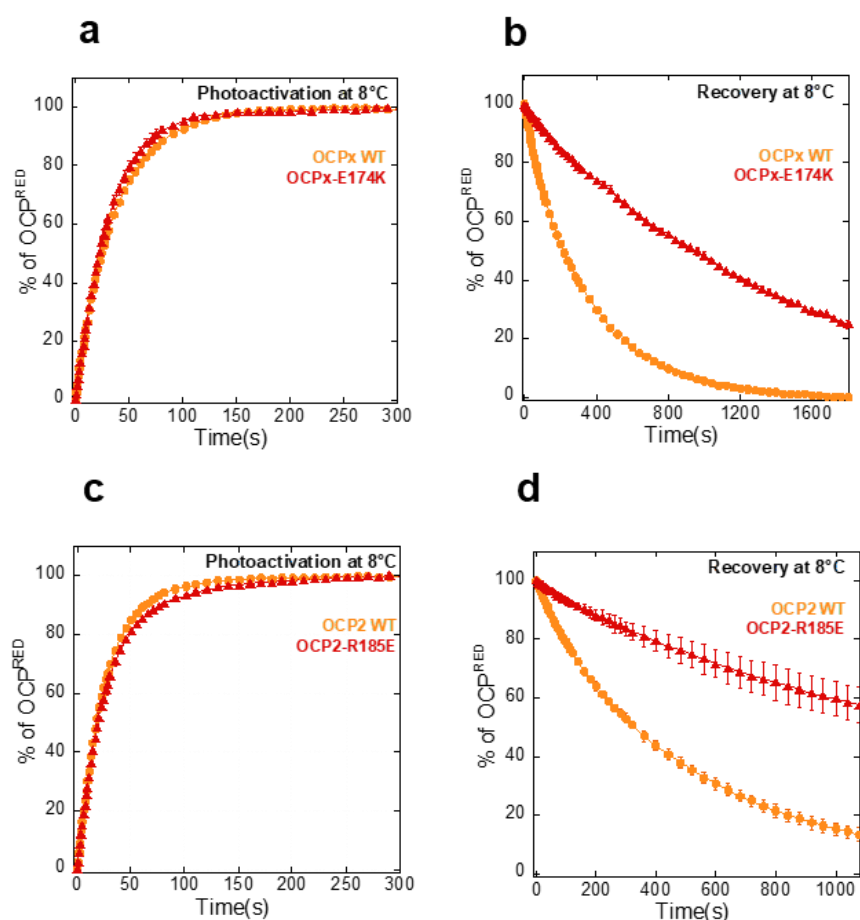 a
Photoactivation at 8°C
OCPx WT
OCPx-E174K
% of OCP^RED
100
80
60
40
20
0
0 50 100 150 200 250 300
Time(s)
b
Recovery at 8°C
OCPx WT
OCPx-E174K
% of OCP^RED
100
80
60
40
20
0
0 400 800 1200 1600
Time(s)
c
Photoactivation at 8°C
OCP2 WT
OCP2-R185E
% of OCP^RED
100
80
60
40
20
0
0 50 100 150 200 250 300
Time(s)
d
Recovery at 8°C
OCP2 WT
OCP2-R185E
% of OCP^RED
100
80
60
40
20
0
0 200 400 600 800 1000
Time(s)